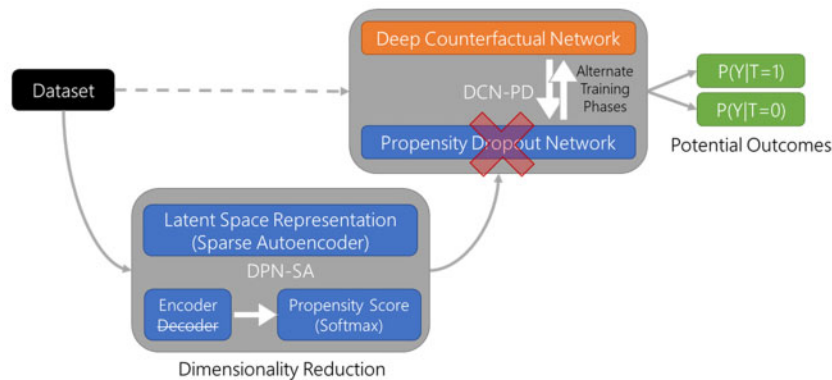 Deep Counterfactual Network
Dataset
DCN-PD
Alternate
Training
Phases
P(Y|T=1)
P(Y|T=0)
Propensity Dropout Network
Potential Outcomes
Latent Space Representation
(Sparse Autoencoder)
DPN-SA
Encoder
Decoder
Propensity Score
(Softmax)
Dimensionality Reduction